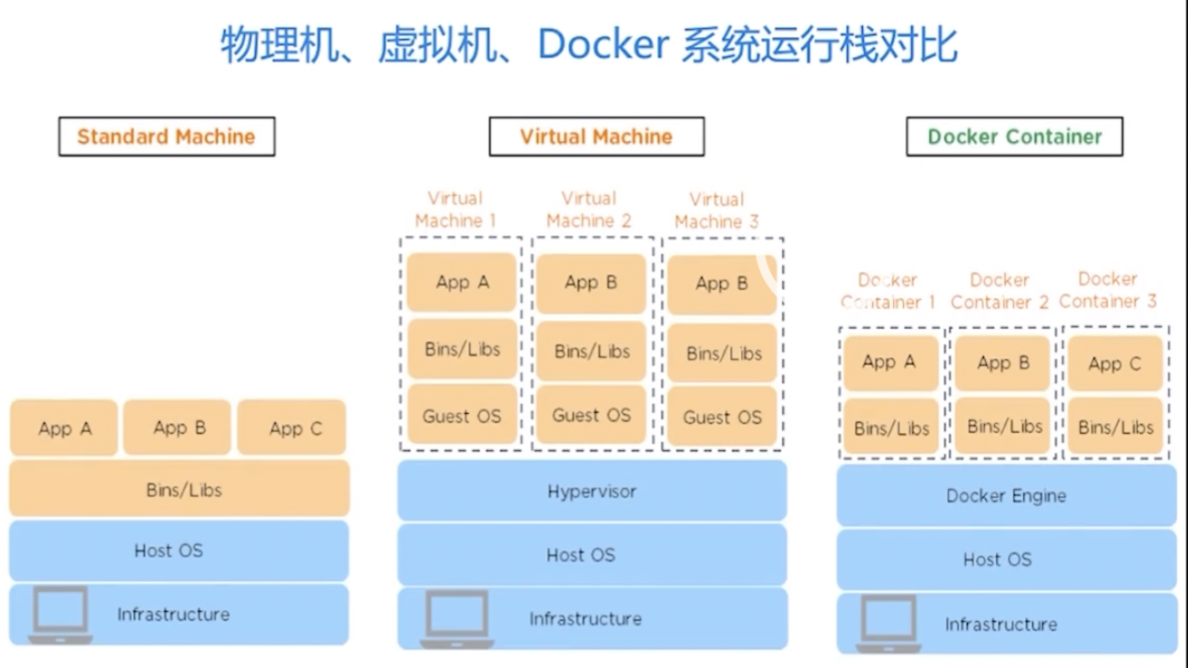 物理机、虚拟机、Docker 系统运行栈对比
Standard Machine
App A
App B
App C
Bins/Libs
Host OS
Infrastructure
Virtual Machine
Virtual
Machine 1
Virtual
Machine 2
Virtual
Machine 3
App A
App B
App B
Bins/Libs
Bins/Libs
Bins/Libs
Guest OS
Guest OS
Guest OS
Hypervisor
Host OS
Infrastructure
Docker Container
Docker
Container 1
Docker
Container 2
Docker
Container 3
App A
App B
App C
Bins/Libs
Bins/Libs
Bins/Libs
Docker Engine
Host OS
Infrastructure